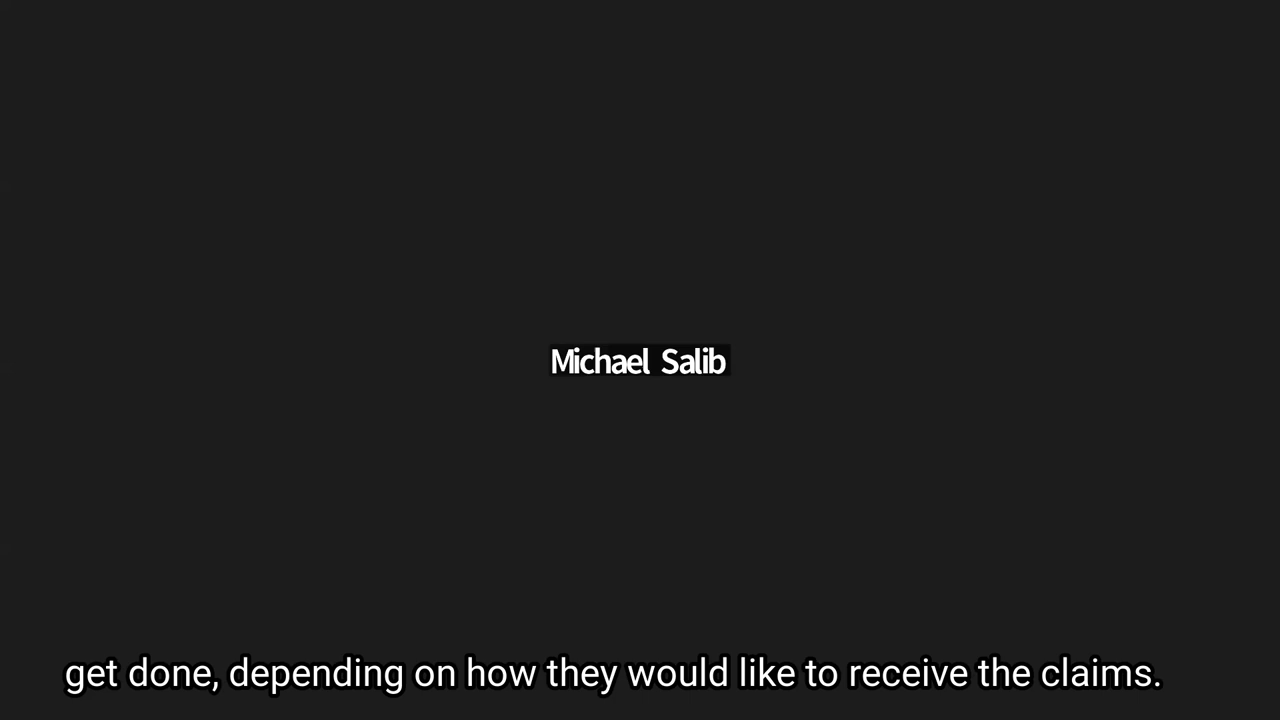 Michael Salib
get done, depending on how they would like to receive the claims.